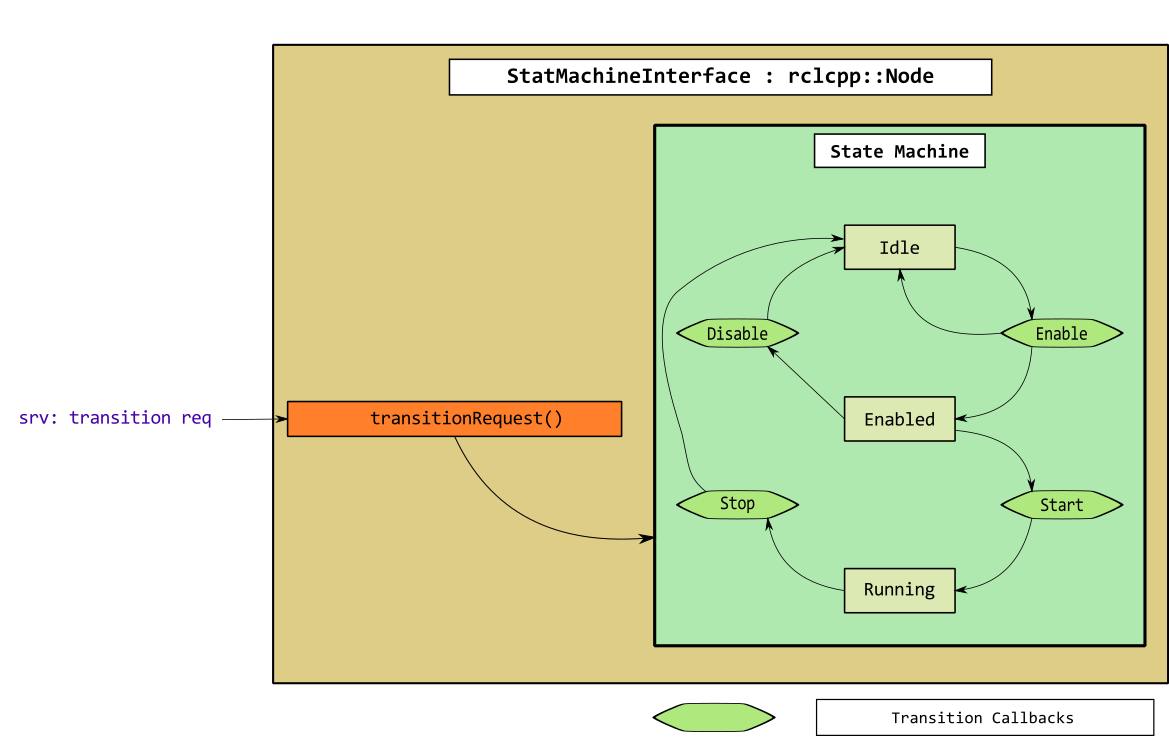 StatMachineInterface : rclcpp::Node
State Machine
Idle
Disable
Enable
srv: transition req
transitionRequest()
Enabled
Stop
Start
Running
Transition Callbacks